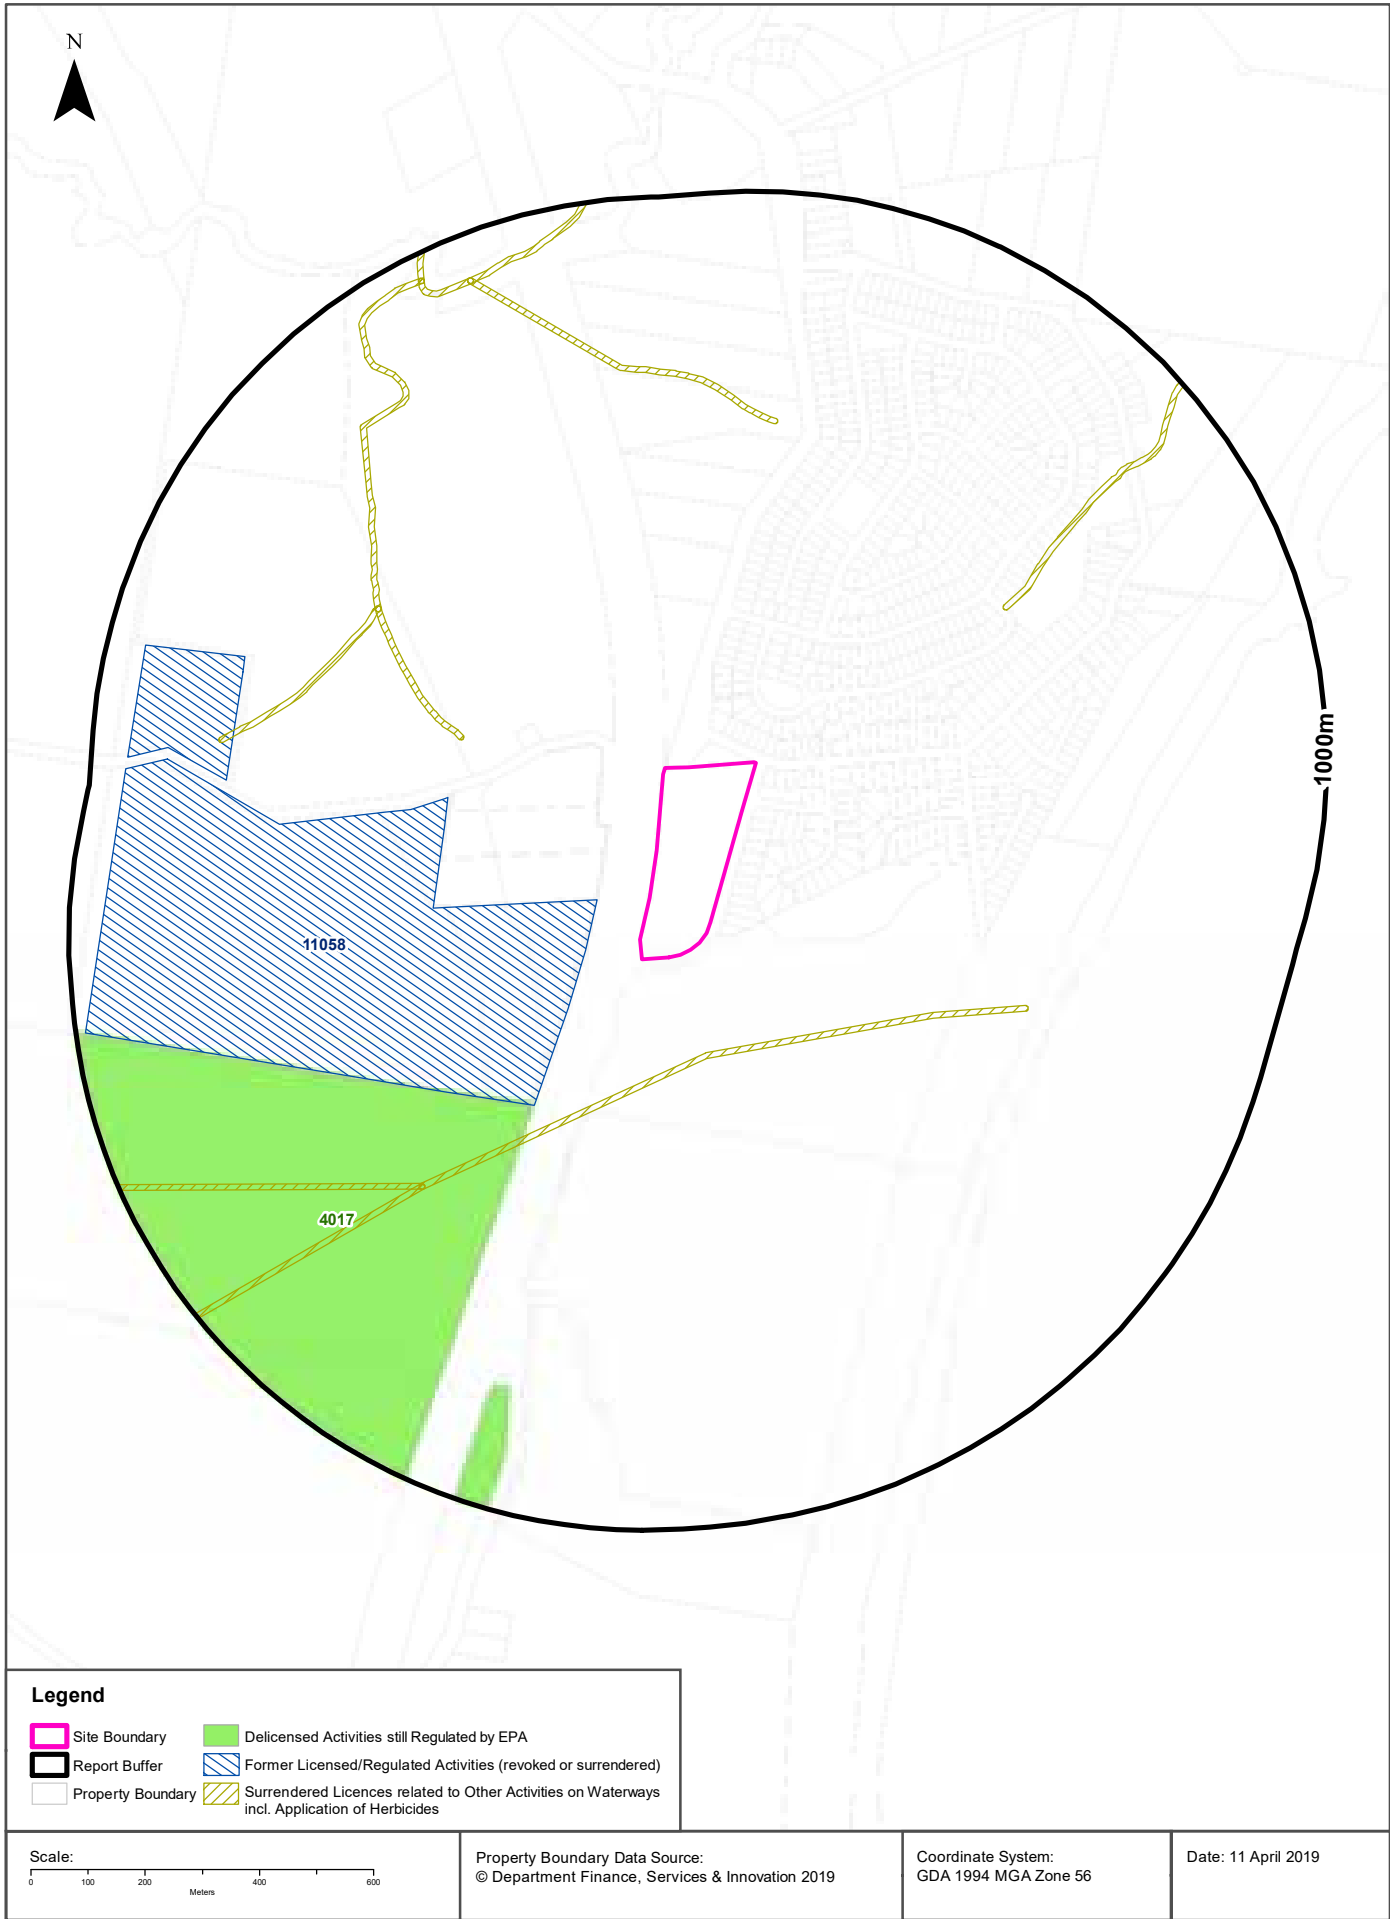 N
1000m
11058
4017
Legend
Site Boundary
Delicensed Activities still Regulated by EPA
Report Buffer
Former Licensed/Regulated Activities (revoked or surrendered)
Property Boundary
Surrendered Licences related to Other Activities on Waterways
incl. Application of Herbicides
Scale:
0 100 200 400 600
Meters
Property Boundary Data Source:
© Department Finance, Services & Innovation 2019
Coordinate System:
GDA 1994 MGA Zone 56
Date: 11 April 2019